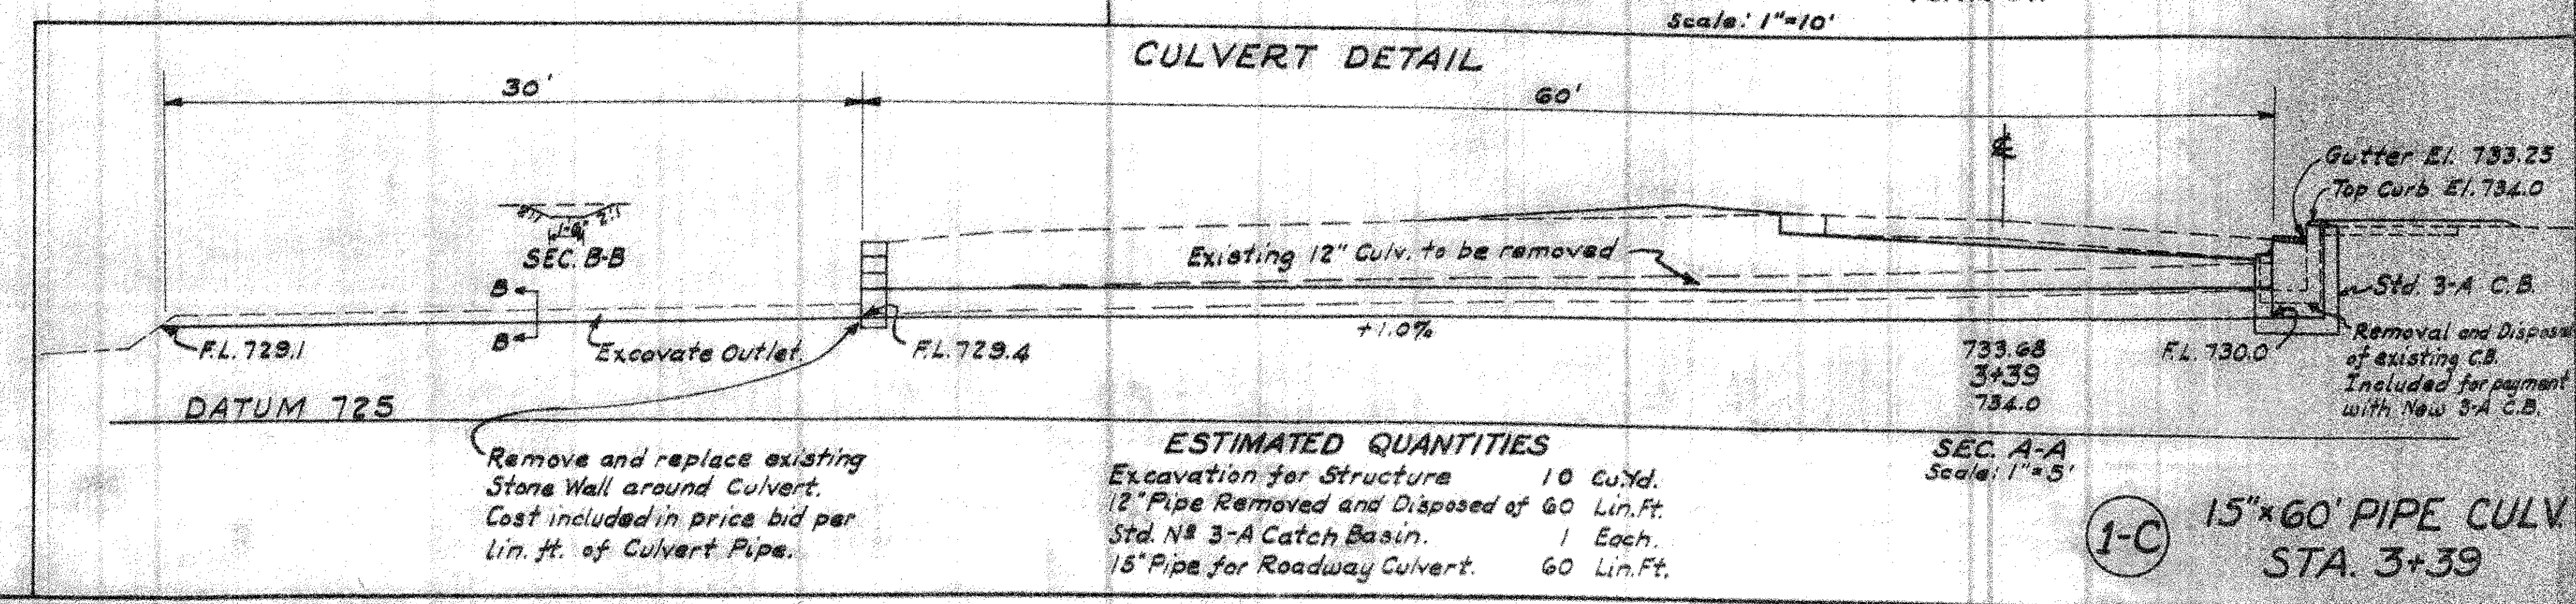 Scale: 1"=10'
CULVERT DETAIL
30'
60'
℄
Gutter El. 733.25
Top Curb El. 734.0
1'-0"
2:1
SEC. B-B
Existing 12" Culv. to be removed
B
B
Std. 3-A C.B.
F.L. 729.1
Excavate Outlet.
F.L. 729.4
+1.0%
733.68
3+39
734.0
F.L. 730.0
Removal and
of existing C.B.
Included for payment
with New 3-A C.B.
DATUM 725
Remove and replace existing
Stone Wall around Culvert.
Cost included in price bid per
lin. ft. of Culvert Pipe.
ESTIMATED QUANTITIES
Excavation for Structure 10 Cu.Yd.
12" Pipe Removed and Disposed of 60 Lin.Ft.
Std. Nº 3-A Catch Basin. 1 Each.
15" Pipe for Roadway Culvert. 60 Lin.Ft.
SEC. A-A
Scale: 1"=5'
1-C
15"x60' PIPE CULV.
STA. 3+39